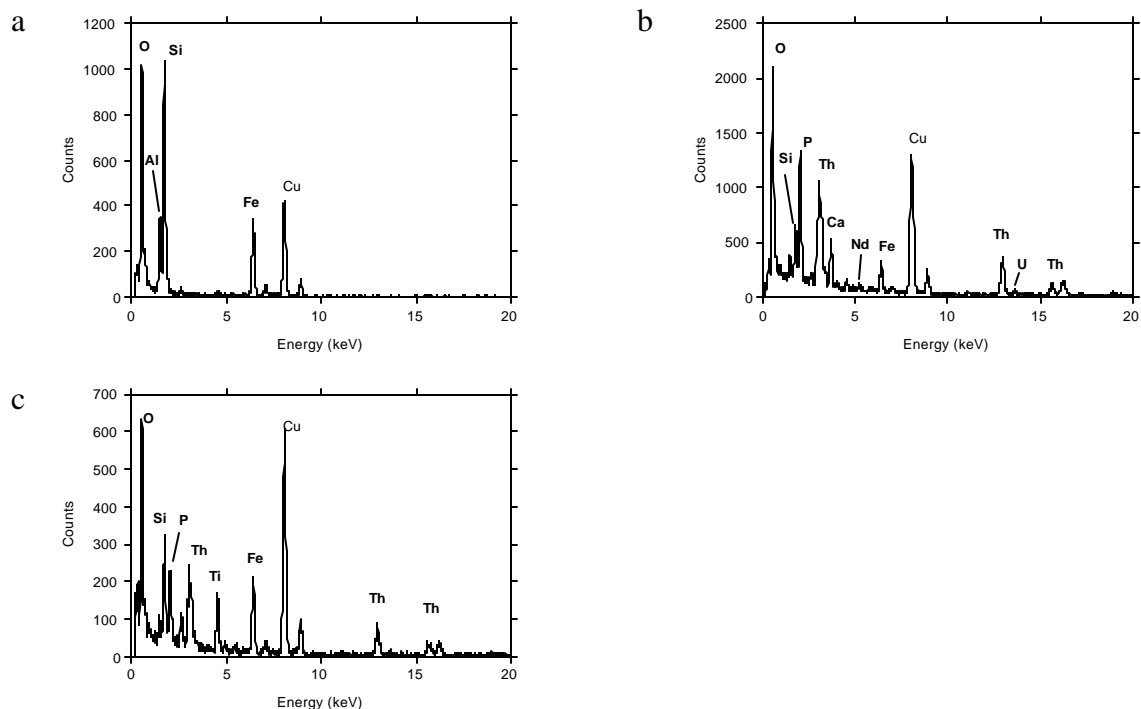 a
1200
1000
800
600
400
200
0
Counts
O
Si
Al
Fe
Cu
0 5 10 15 20
Energy (keV)
b
2500
2000
1500
1000
500
0
Counts
O
Si
P
Th
Ca
Nd
Fe
Cu
Th
U
Th
0 5 10 15 20
Energy (keV)
c
700
600
500
400
300
200
100
0
Counts
O
Si
P
Th
Ti
Fe
Cu
Th
Th
0 5 10 15 20
Energy (keV)